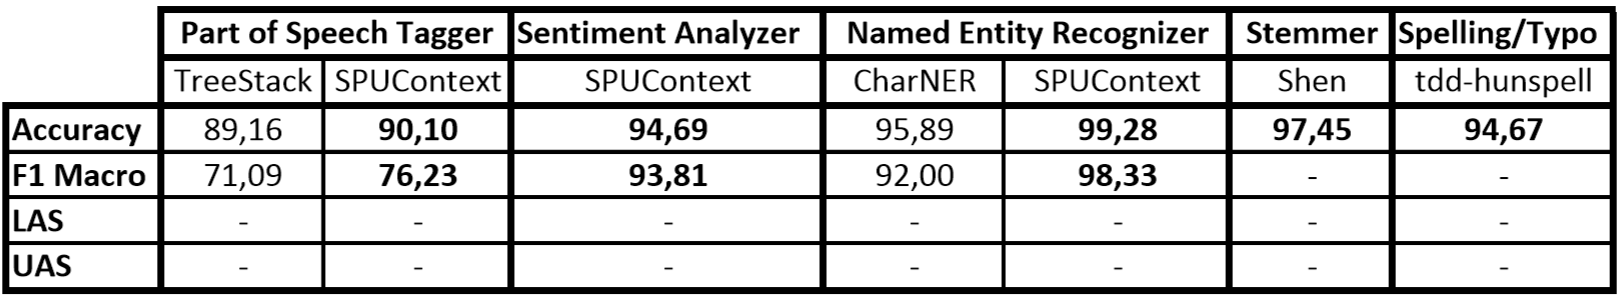 Part of Speech Tagger Sentiment Analyzer Named Entity Recognizer Stemmer Spelling/Typo
TreeStack SPUContext SPUContext CharNER SPUContext Shen tdd-hunspell
Accuracy 89,16 90,10 94,69 95,89 99,28 97,45 94,67
F1 Macro 71,09 76,23 93,81 92,00 98,33 - -
LAS - - - - - - -
UAS - - - - - - -